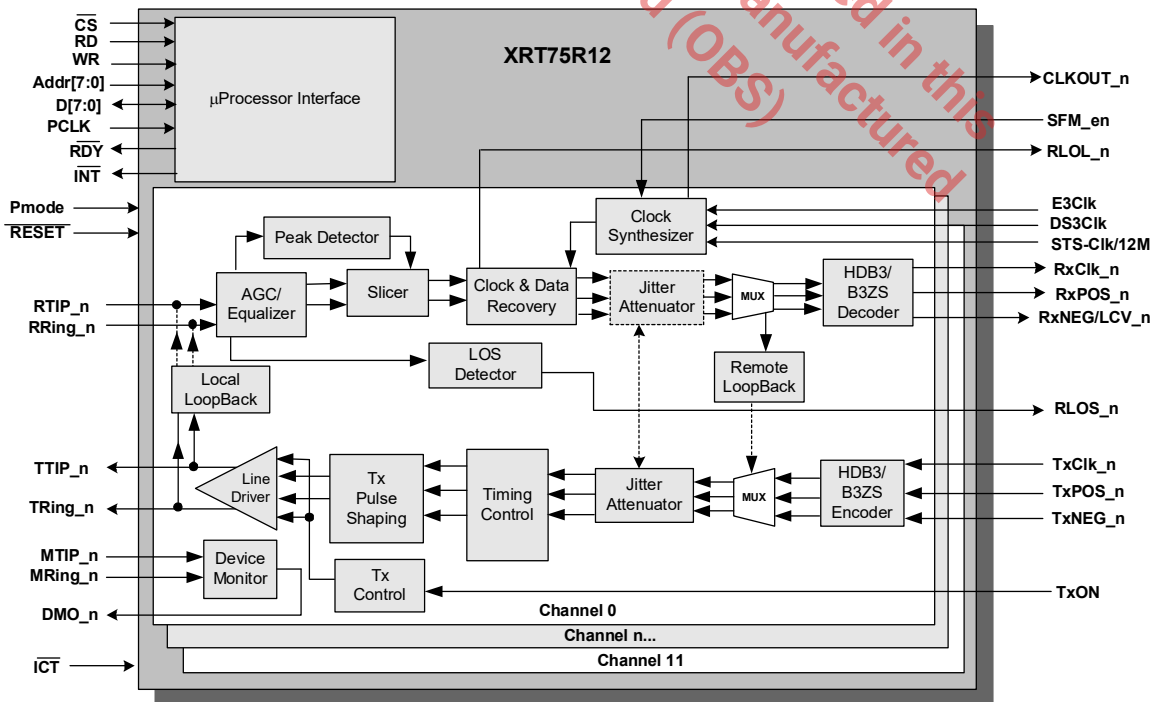 CS
RD
WR
Addr[7:0]
D[7:0]
PCLK
RDY
INT
Pmode
RESET
RTIP_n
RRing_n
TTIP_n
TRing_n
MTIP_n
MRing_n
DMO_n
ICT
XRT75R12
µProcessor Interface
Peak Detector
AGC/
Equalizer
Slicer
Clock & Data
Recovery
Clock
Synthesizer
Jitter
Attenuator
MUX
HDB3/
B3ZS
Decoder
LOS
Detector
Remote
LoopBack
Local
LoopBack
Line
Driver
Tx
Pulse
Shaping
Timing
Control
Jitter
Attenuator
MUX
HDB3/
B3ZS
Encoder
Device
Monitor
Tx
Control
Channel 0
Channel n...
Channel 11
CLKOUT_n
SFM_en
RLOL_n
E3Clk
DS3Clk
STS-Clk/12M
RxClk_n
RxPOS_n
RxNEG/LCV_n
RLOS_n
TxClk_n
TxPOS_n
TxNEG_n
TxON
in this
anufactured
(OBS)